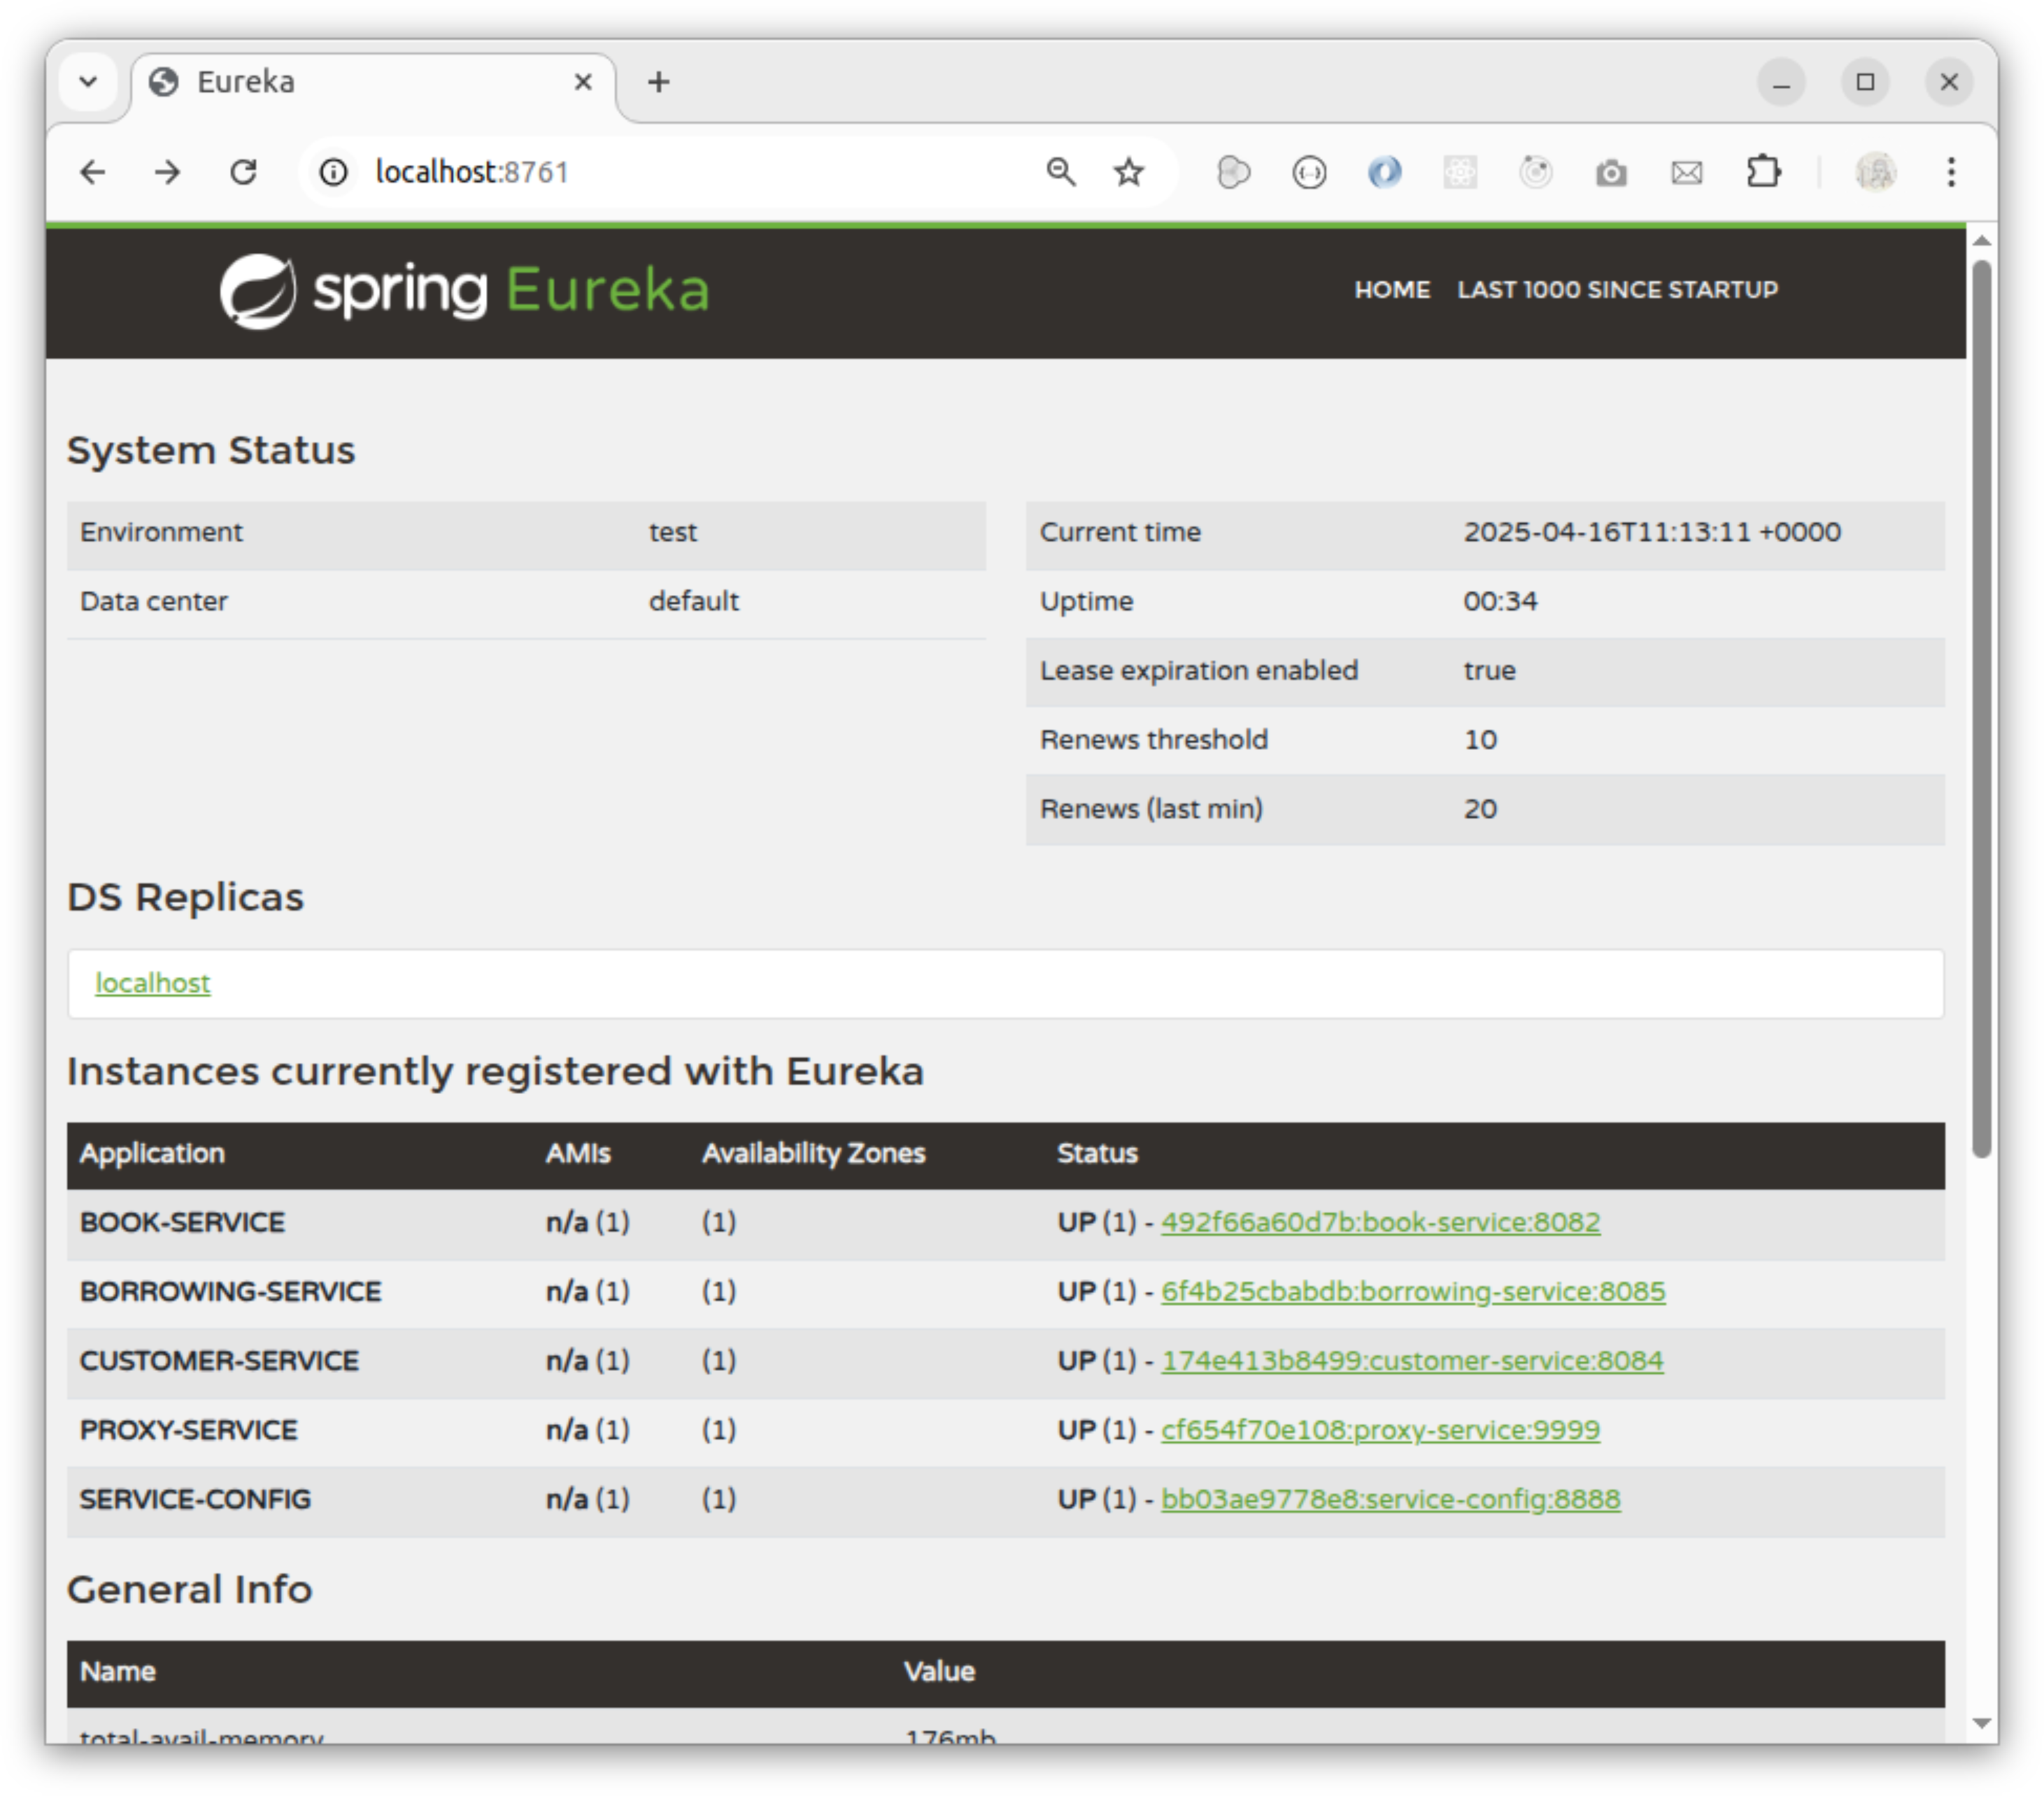 Eureka
localhost:8761
spring Eureka
HOME LAST 1000 SINCE STARTUP
System Status
Environment test
Data center default
Current time 2025-04-16T11:13:11 +0000
Uptime 00:34
Lease expiration enabled true
Renews threshold 10
Renews (last min) 20
DS Replicas
localhost
Instances currently registered with Eureka
Application AMIs Availability Zones Status
BOOK-SERVICE n/a (1) (1) UP (1) - 492f66a60d7b:book-service:8082
BORROWING-SERVICE n/a (1) (1) UP (1) - 6f4b25cbabdb:borrowing-service:8085
CUSTOMER-SERVICE n/a (1) (1) UP (1) - 174e413b8499:customer-service:8084
PROXY-SERVICE n/a (1) (1) UP (1) - cf654f70e108:proxy-service:9999
SERVICE-CONFIG n/a (1) (1) UP (1) - bb03ae9778e8:service-config:8888
General Info
Name Value
total-avail-memory 176mb